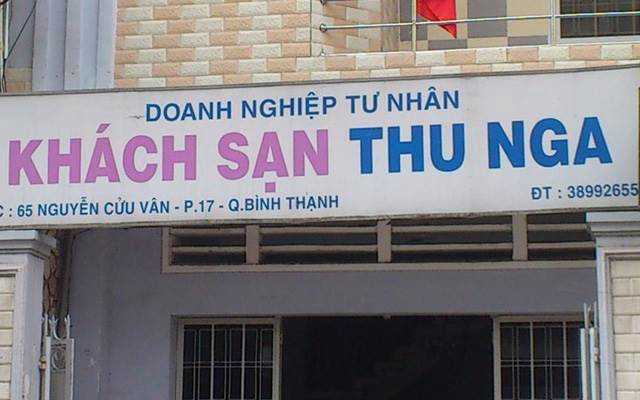 DOANH NGHIỆP TƯ NHÂN
KHÁCH SẠN THU NGA
C : 65 NGUYỄN CỬU VÂN - P.17 - Q.BÌNH THẠNH ĐT : 38992655